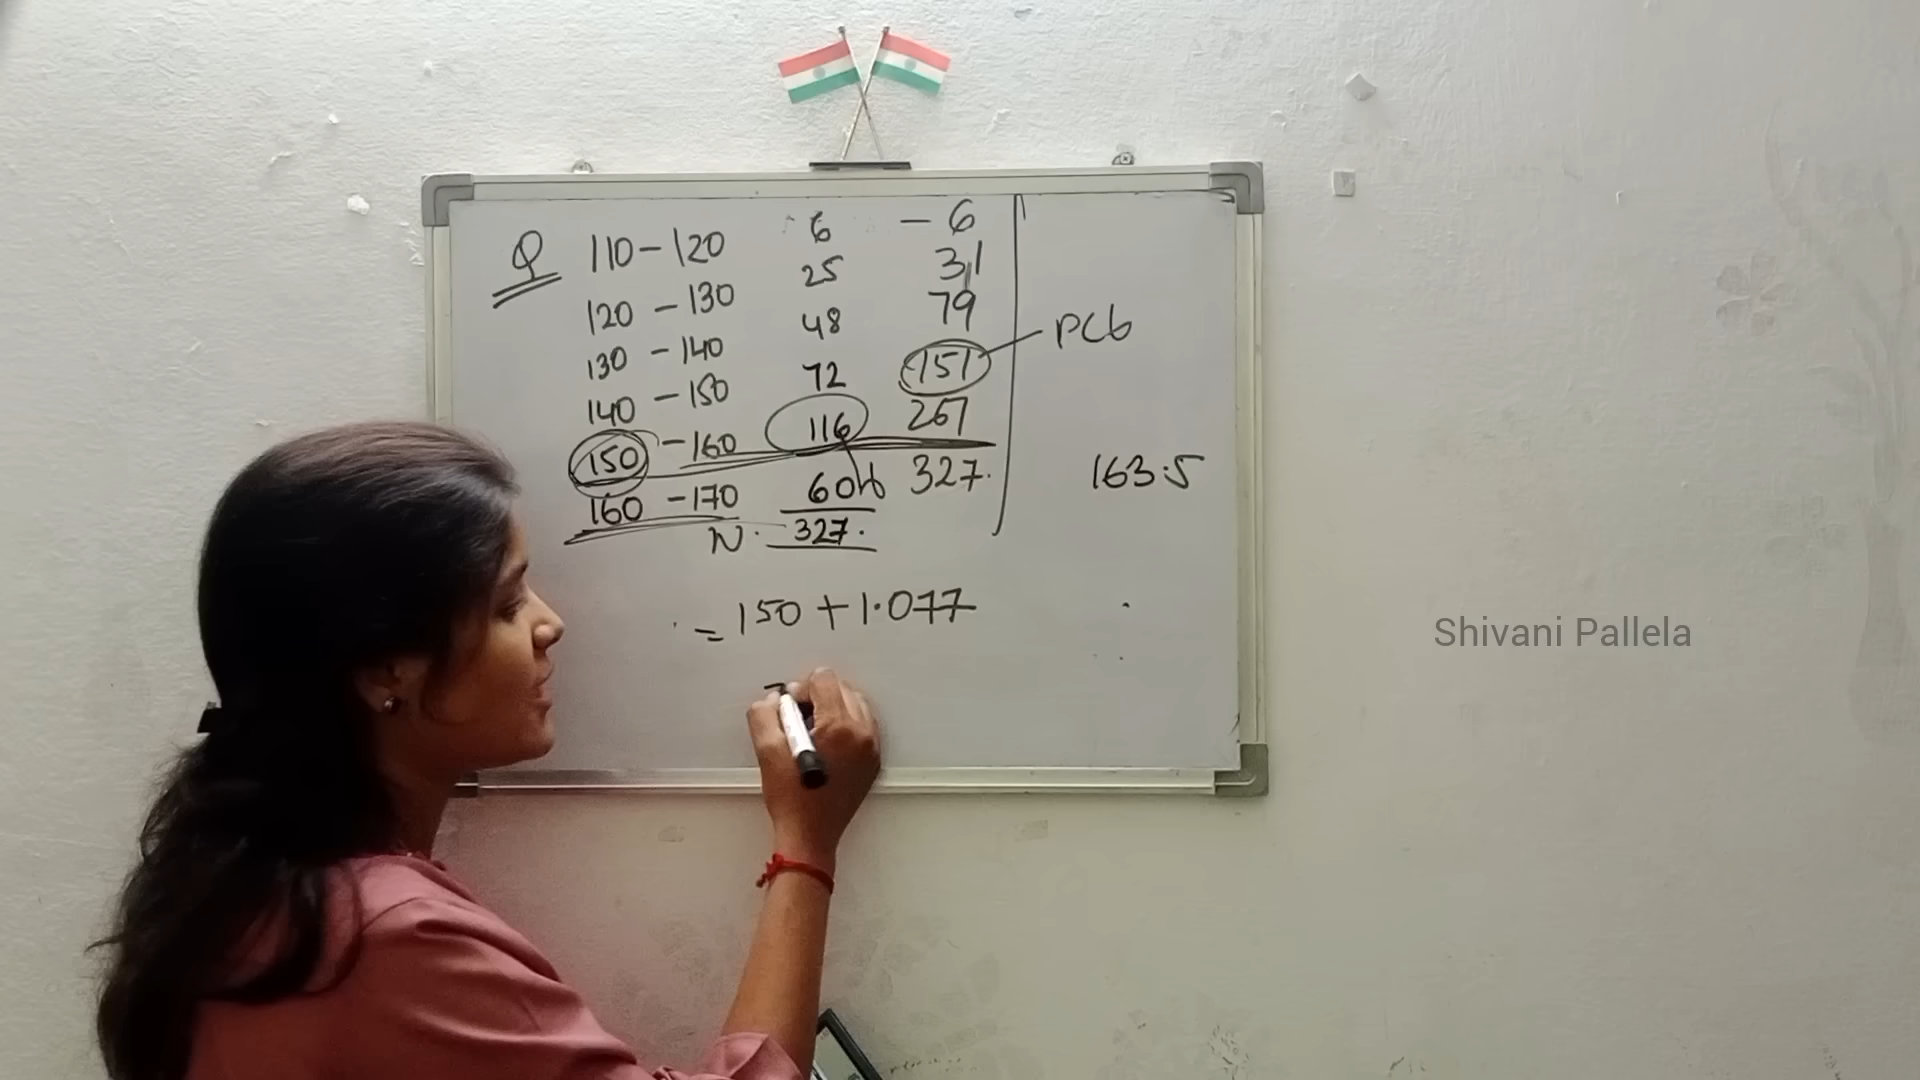 Q 110-120 6 - 6
120-130 25 31
130-140 48 79
140-150 72 151 pcb
150-160 116 267
160-170 60 327. 163.5
N. 327.
= 150 + 1.077
Shivani Pallela